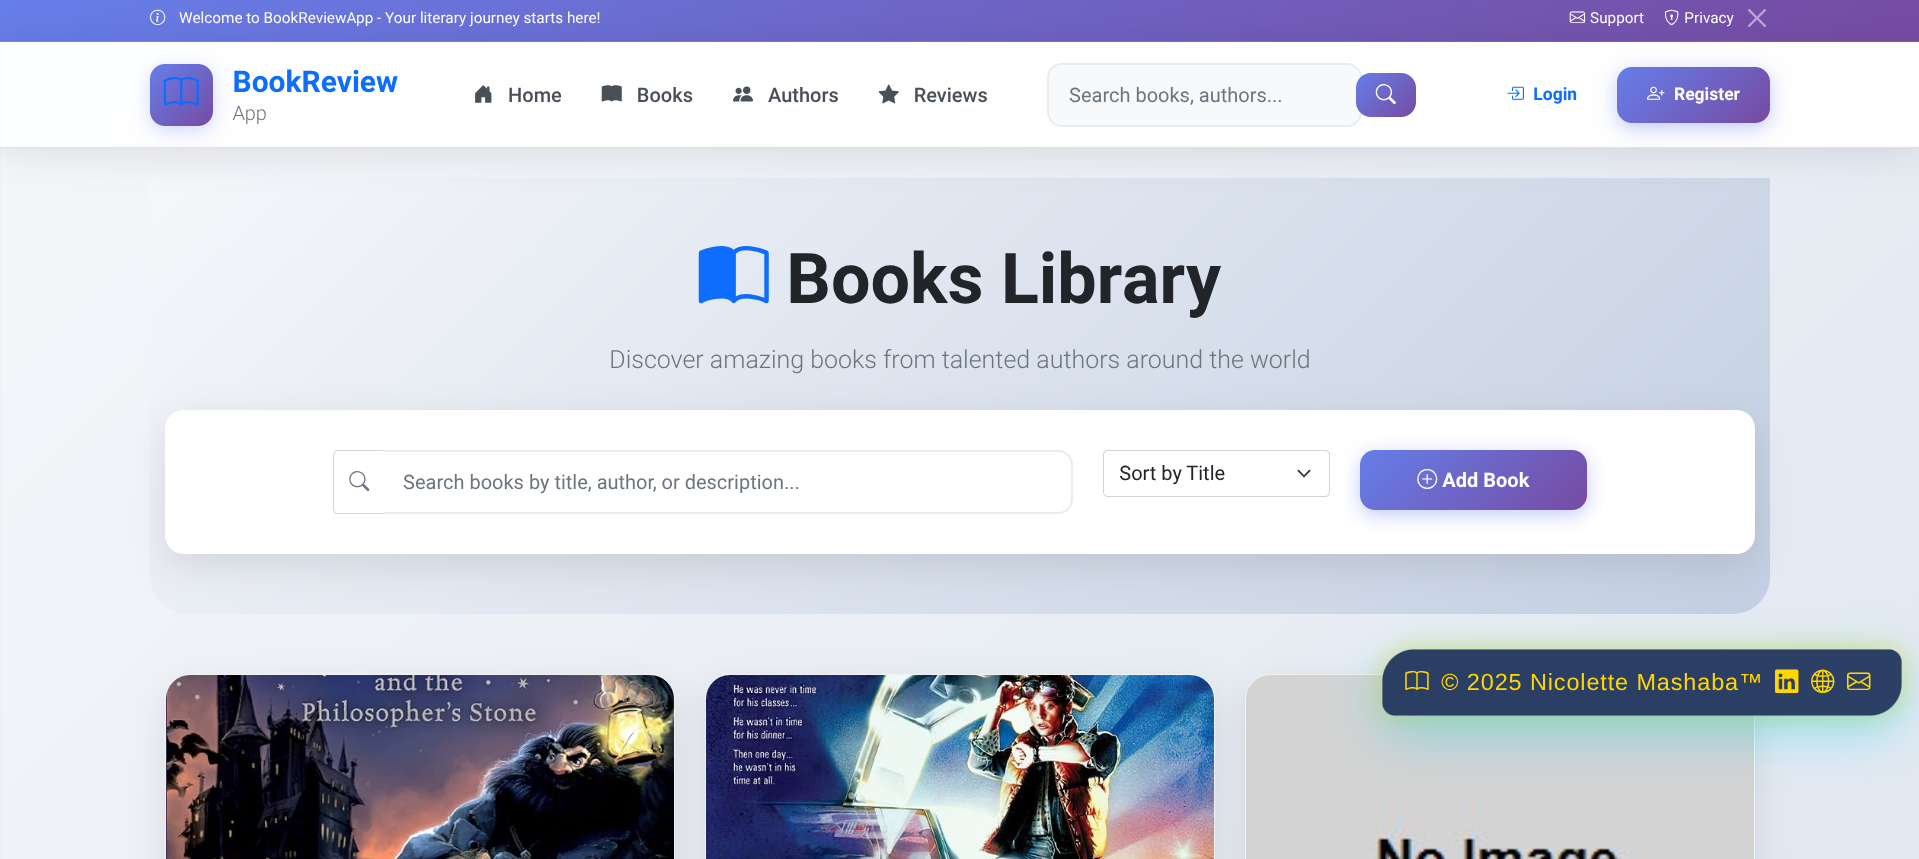 Welcome to BookReviewApp - Your literary journey starts here!
Support
Privacy
BookReview
App
Home
Books
Authors
Reviews
Search books, authors...
Login
Register
Books Library
Discover amazing books from talented authors around the world
Search books by title, author, or description...
Sort by Title
Add Book
© 2025 Nicolette Mashaba™
and the
Philosopher's Stone
He was never in time
for his classes...
He wasn't in time
for his dinner...
Then one day...
he wasn't in his
time at all.
No Image